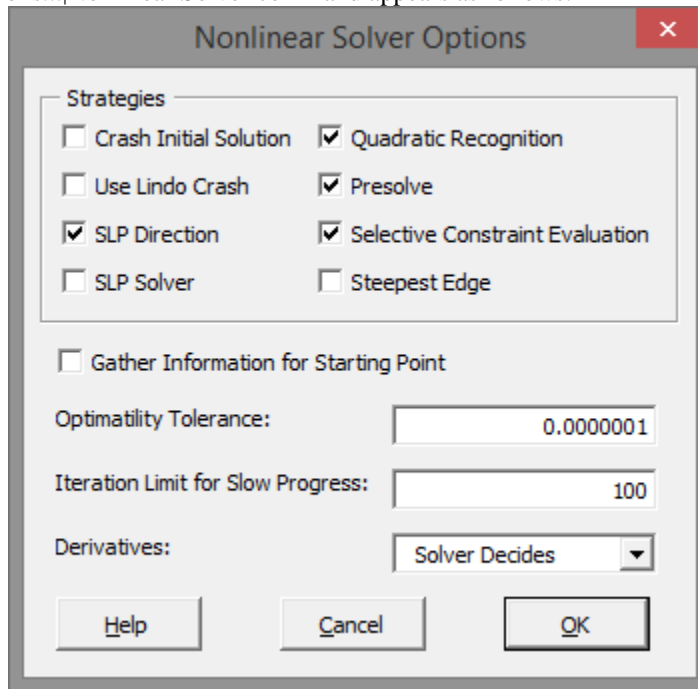 Nonlinear Solver Options
Strategies
Crash Initial Solution
Quadratic Recognition
Use Lindo Crash
Presolve
SLP Direction
Selective Constraint Evaluation
SLP Solver
Steepest Edge
Gather Information for Starting Point
Optimatility Tolerance:
0.0000001
Iteration Limit for Slow Progress:
100
Derivatives:
Solver Decides
Help
Cancel
OK